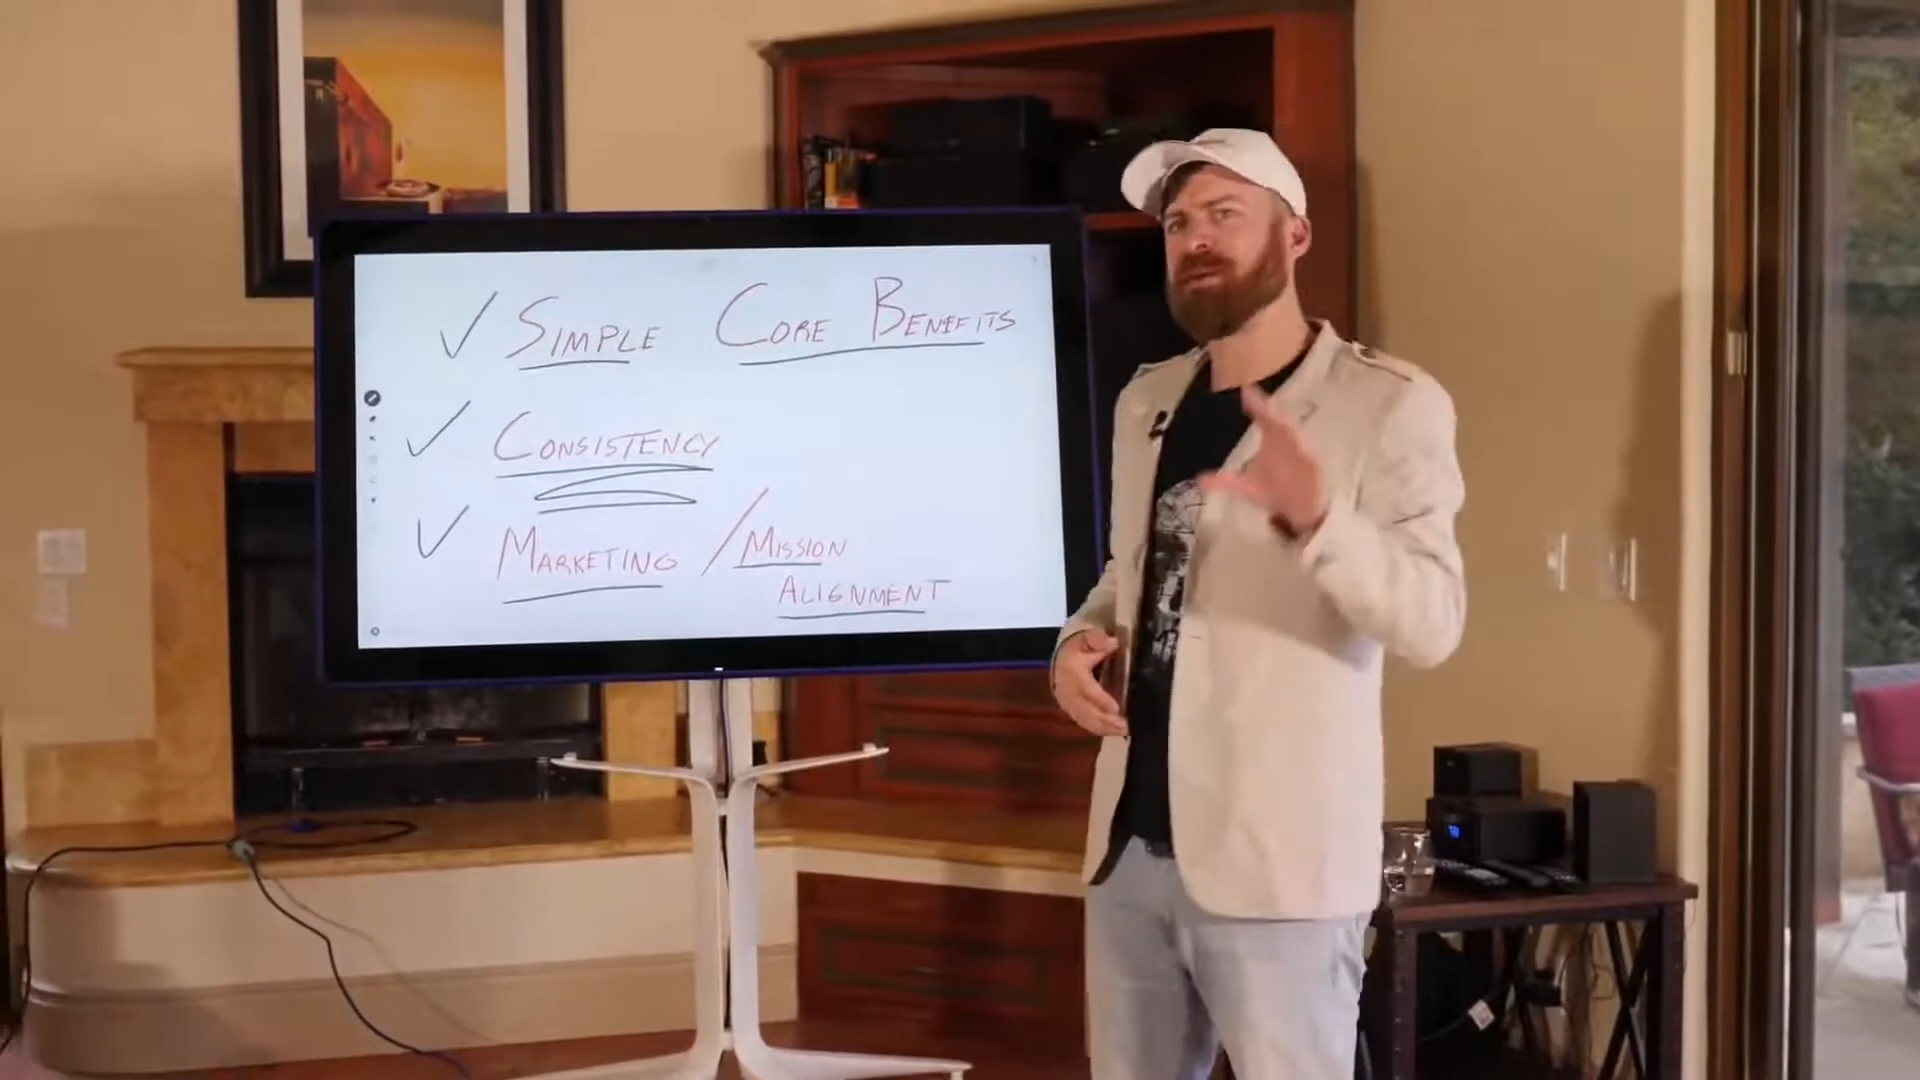 SIMPLE CORE BENEFITS
CONSISTENCY
MARKETING / MISSION
ALIGNMENT